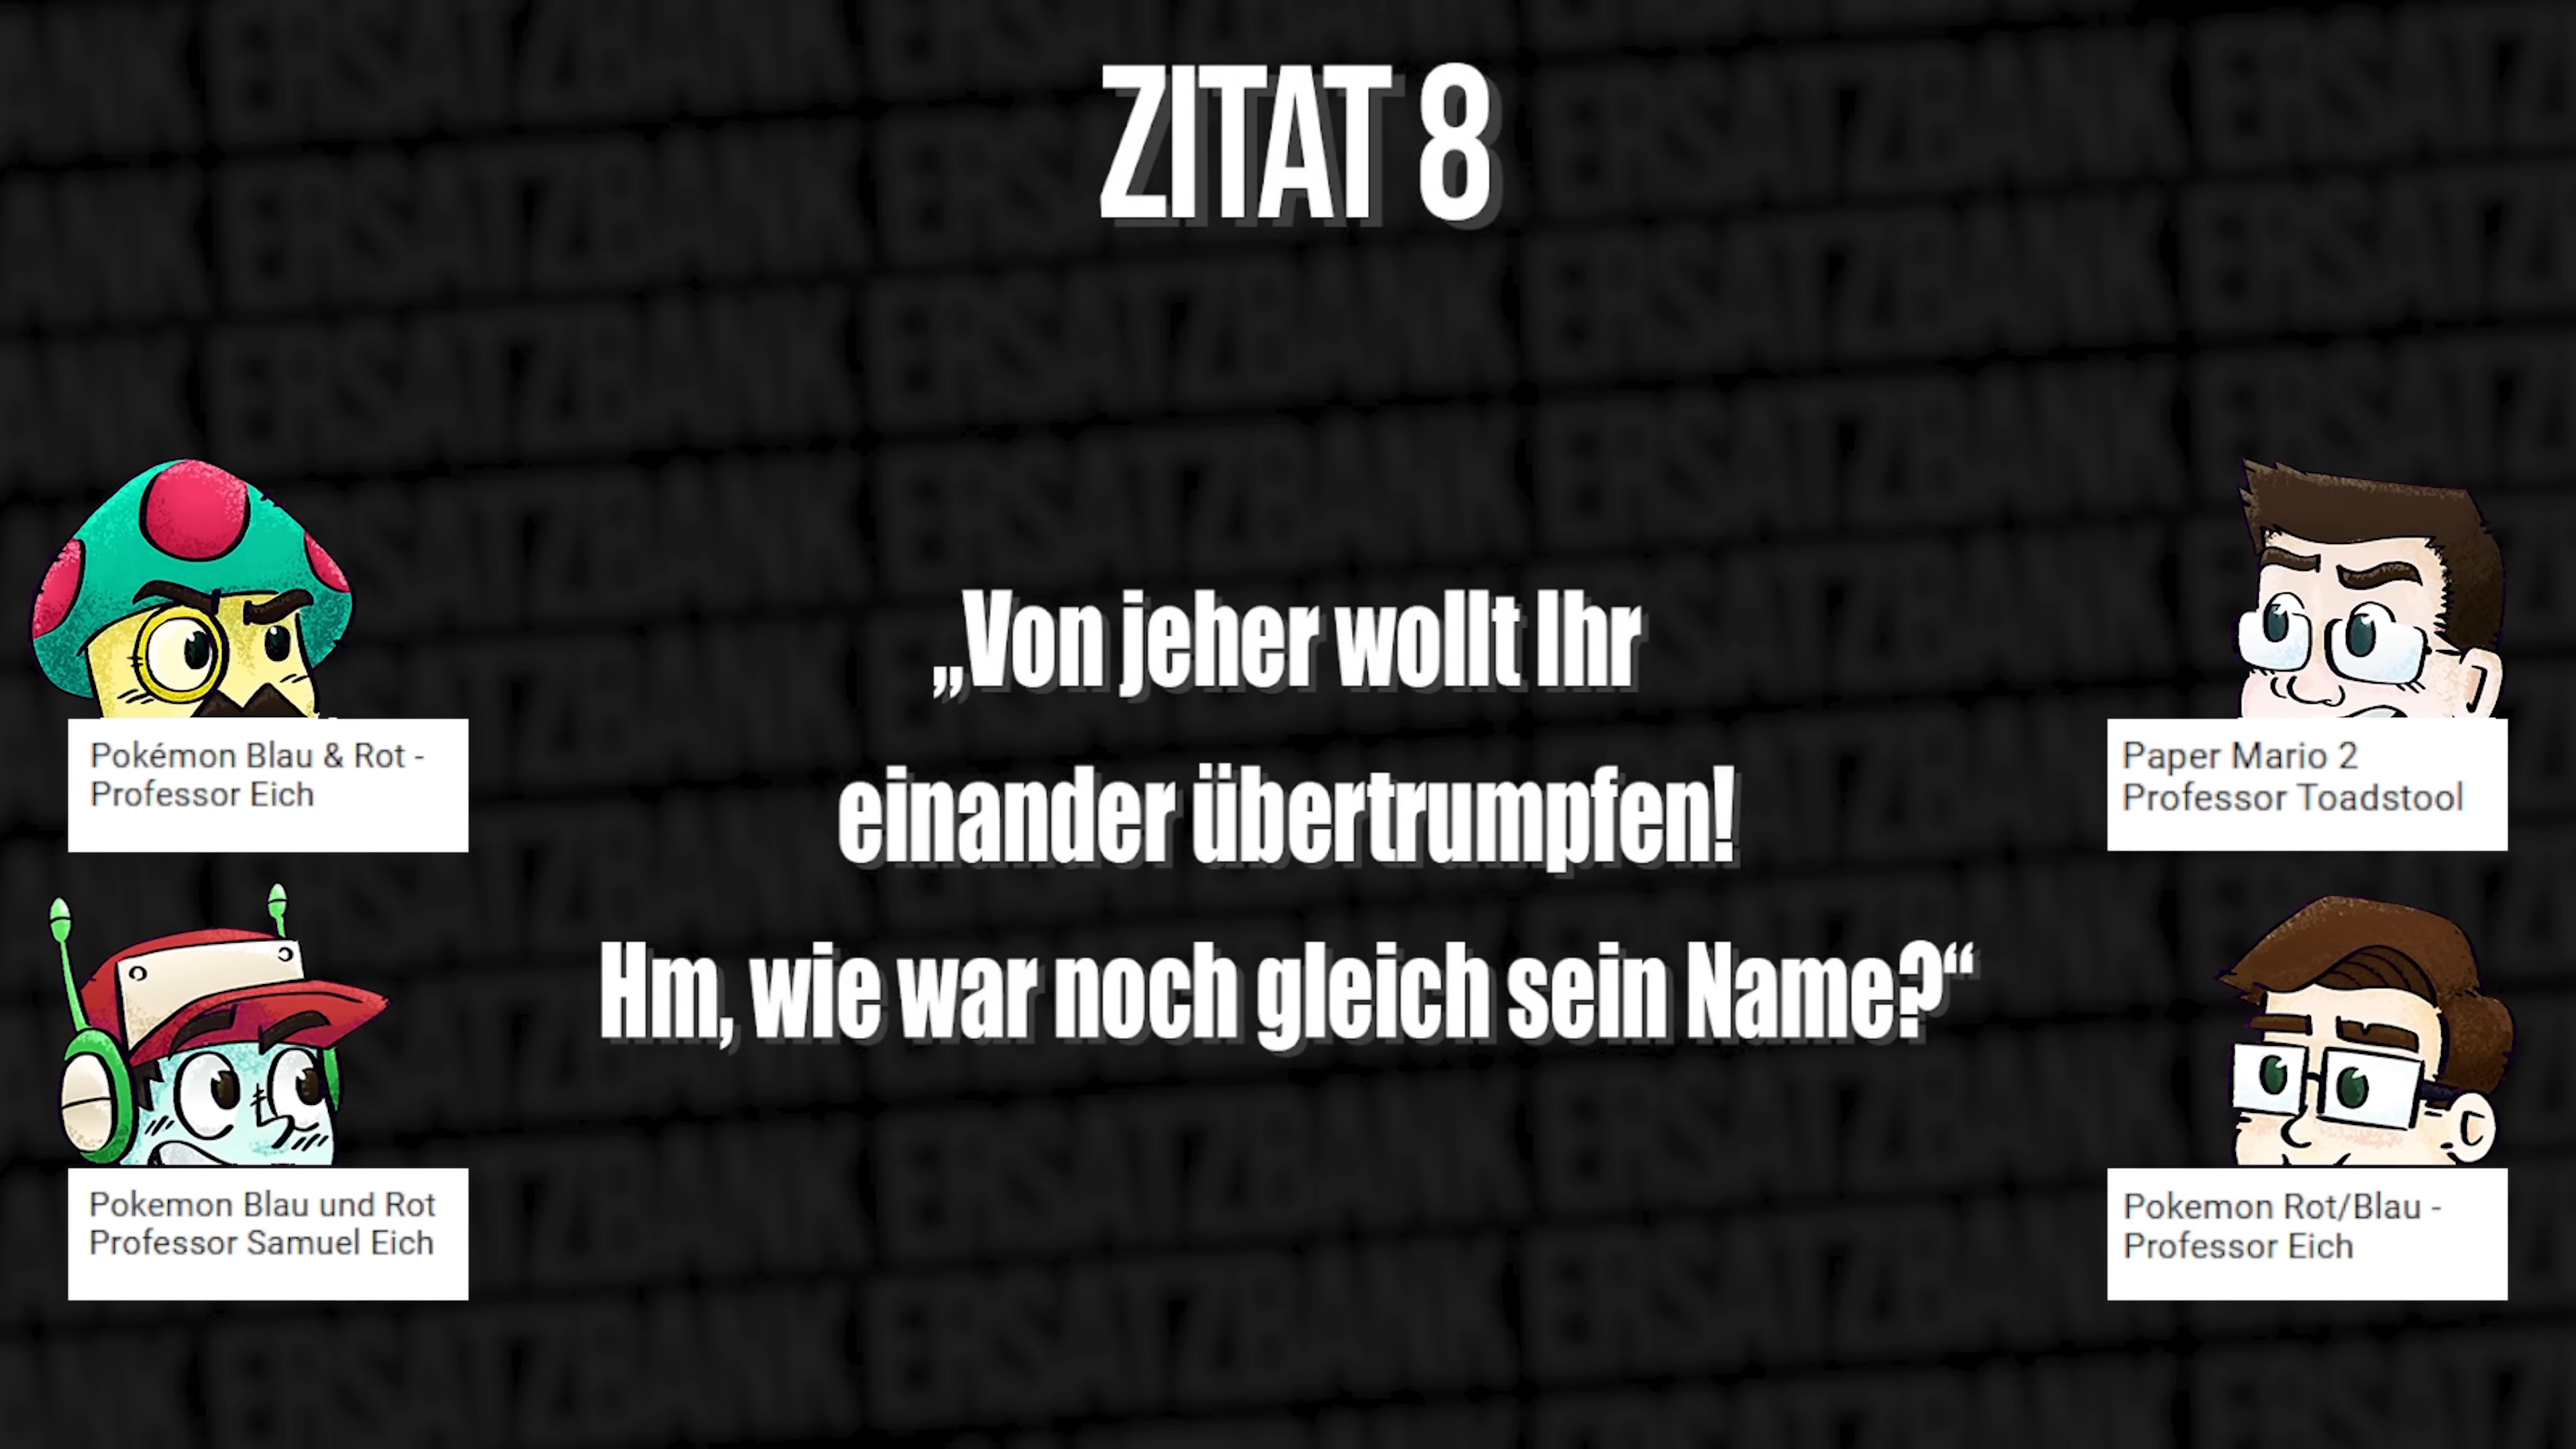 ZITAT 8
„Von jeher wollt Ihr
einander übertrumpfen!
Hm, wie war noch gleich sein Name?“
Pokémon Blau & Rot -
Professor Eich
Pokemon Blau und Rot
Professor Samuel Eich
Paper Mario 2
Professor Toadstool
Pokemon Rot/Blau -
Professor Eich
ERSATZBANK